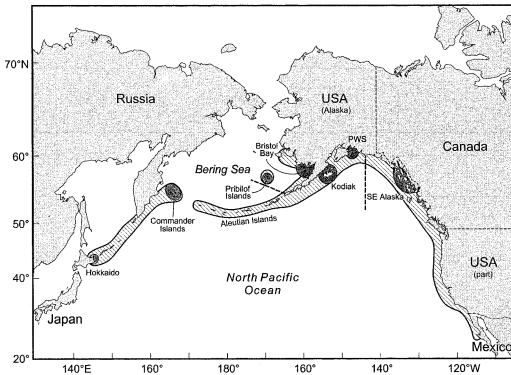 70°N
60°
50°
40°
30°
20°
Russia
USA
(Alaska)
Canada
PWS
Bristol
Bay
Bering Sea
Pribilof
Islands
Kodiak
SE Alaska
Commander
Islands
Aleutian Islands
USA
(part)
Hokkaido
North Pacific
Ocean
Japan
Mexico
140°E
160°
180°
160°
140°
120°W